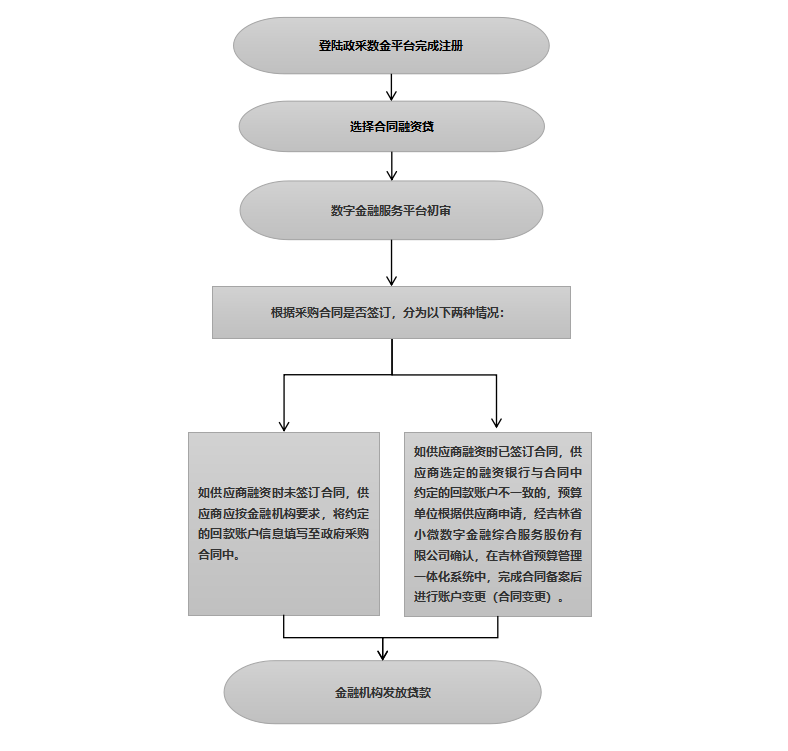 登陆政采数金平台完成注册
选择合同融资贷
数字金融服务平台初审
根据采购合同是否签订，分为以下两种情况：
如供应商融资时未签订合同，供
应商应按金融机构要求，将约定
的回款账户信息填写至政府采购
合同中。
如供应商融资时已签订合同，供
应商选定的融资银行与合同中
约定的回款账户不一致的，预算
单位根据供应商申请，经吉林省
小微数字金融综合服务股份有
限公司确认，在吉林省预算管理
一体化系统中，完成合同备案后
进行账户变更（合同变更）。
金融机构发放贷款